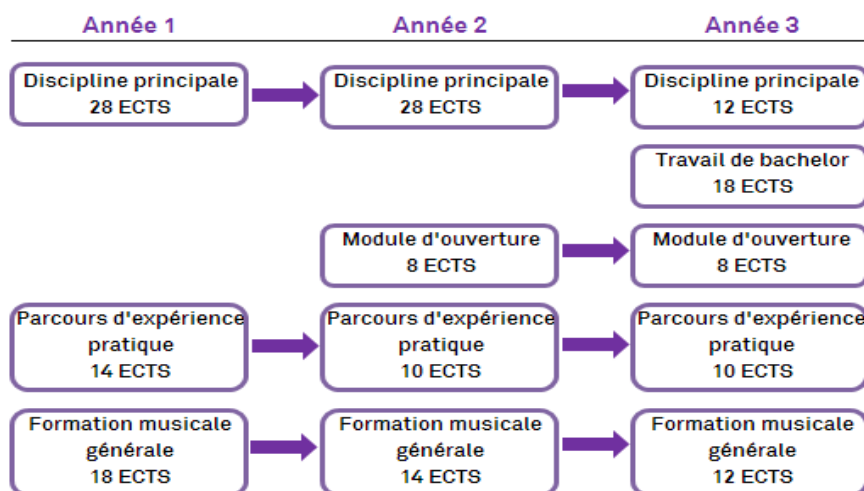 Année 1
Année 2
Année 3
Discipline principale
28 ECTS
Discipline principale
28 ECTS
Discipline principale
12 ECTS
Travail de bachelor
18 ECTS
Module d'ouverture
8 ECTS
Module d'ouverture
8 ECTS
Parcours d'expérience
pratique
14 ECTS
Parcours d'expérience
pratique
10 ECTS
Parcours d'expérience
pratique
10 ECTS
Formation musicale
générale
18 ECTS
Formation musicale
générale
14 ECTS
Formation musicale
générale
12 ECTS